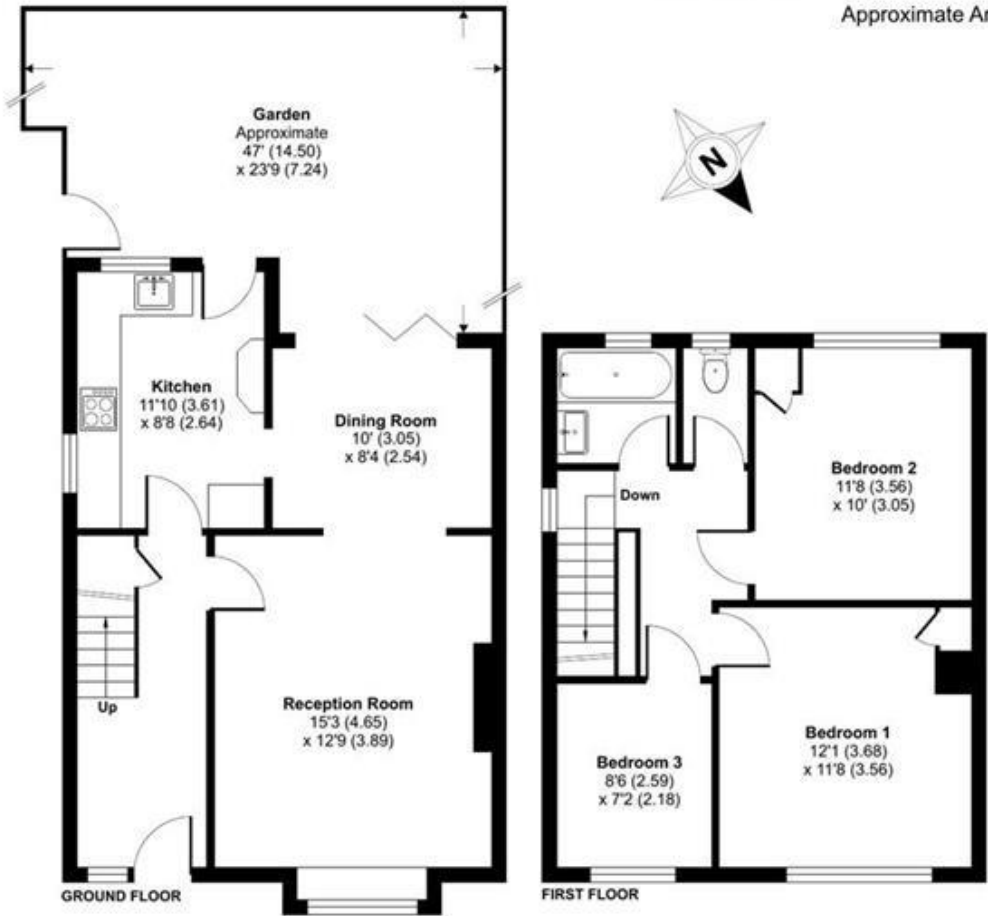 Approximate Ar
Garden
Approximate
47' (14.50)
x 23'9 (7.24)
N
Kitchen
11'10 (3.61)
x 8'8 (2.64)
Dining Room
10' (3.05)
x 8'4 (2.54)
Up
Reception Room
15'3 (4.65)
x 12'9 (3.89)
GROUND FLOOR
Down
Bedroom 2
11'8 (3.56)
x 10' (3.05)
Bedroom 1
12'1 (3.68)
x 11'8 (3.56)
Bedroom 3
8'6 (2.59)
x 7'2 (2.18)
FIRST FLOOR